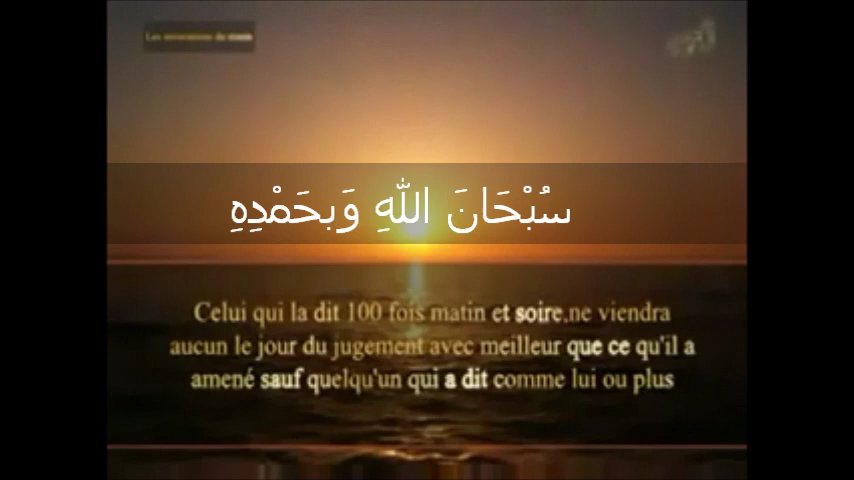 سُبْحَانَ اللَّهِ وَبحَمْدِهِ
Celui qui la dit 100 fois matin et soire,ne viendra
aucun le jour du jugement avec meilleur que ce qu'il a
amené sauf quelqu'un qui a dit comme lui ou plus